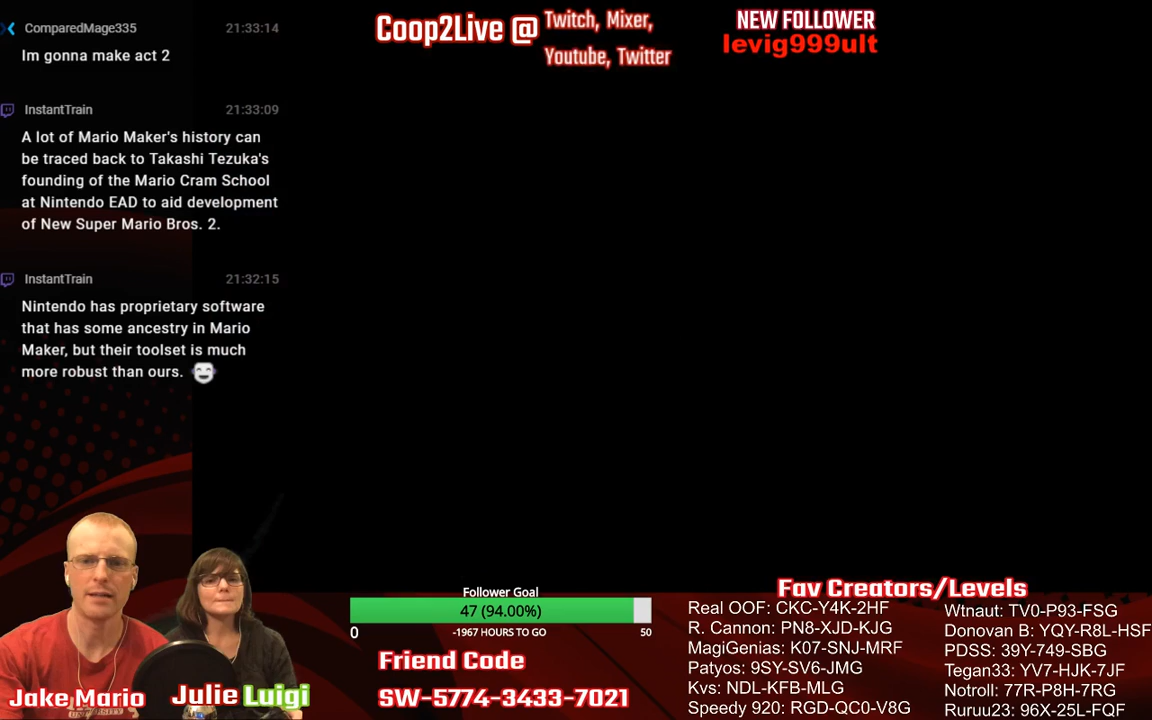 ComparedMage335 21:33:14
Im gonna make act 2
InstantTrain 21:33:09
A lot of Mario Maker's history can
be traced back to Takashi Tezuka's
founding of the Mario Cram School
at Nintendo EAD to aid development
of New Super Mario Bros. 2.
InstantTrain 21:32:15
Nintendo has proprietary software
that has some ancestry in Mario
Maker, but their toolset is much
more robust than ours.
Coop2Live @ Twitch, Mixer,
Youtube, Twitter
NEW FOLLOWER
levig999ult
Jake Mario
Julie Luigi
Follower Goal
47 (94.00%)
0 -1967 HOURS TO GO 50
Friend Code
SW-5774-3433-7021
Fav Creators/Levels
Real OOF: CKC-Y4K-2HF
R. Cannon: PN8-XJD-KJG
MagiGenias: K07-SNJ-MRF
Patyos: 9SY-SV6-JMG
Kvs: NDL-KFB-MLG
Speedy 920: RGD-QC0-V8G
Wtnaut: TV0-P93-FSG
Donovan B: YQY-R8L-HSF
PDSS: 39Y-749-SBG
Tegan33: YV7-HJK-7JF
Notroll: 77R-P8H-7RG
Ruruu23: 96X-25L-FQF